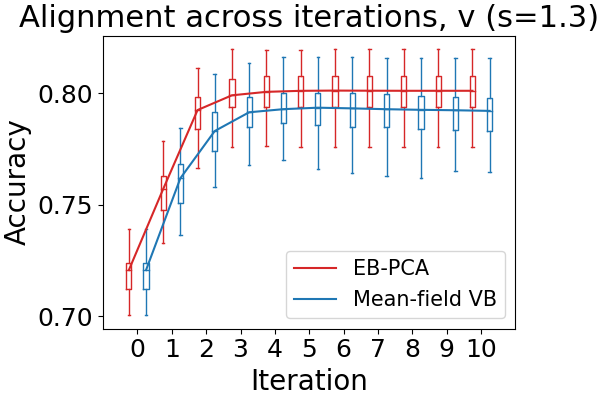 Alignment across iterations, v (s=1.3)
Accuracy
0.80
0.75
0.70
EB-PCA
Mean-field VB
0 1 2 3 4 5 6 7 8 9 10
Iteration